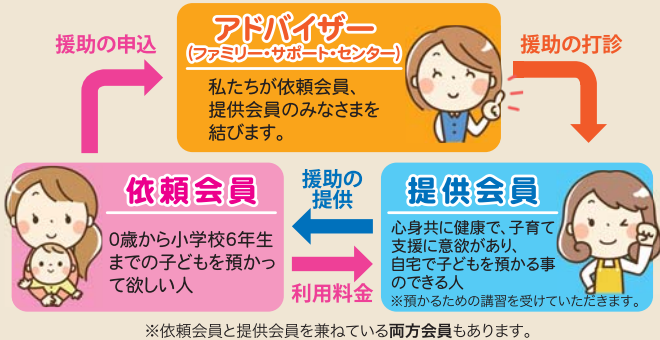 援助の申込
アドバイザー
(ファミリー・サポート・センター)
私たちが依頼会員、
提供会員のみなさまを
結びます。
援助の打診
依頼会員
0歳から小学校6年生
までの子どもを預かっ
て欲しい人
援助の
提供
利用料金
提供会員
心身共に健康で、子育て
支援に意欲があり、
自宅で子どもを預かる事
のできる人
※預かるための講習を受けていただきます。
※依頼会員と提供会員を兼ねている両方会員もあります。